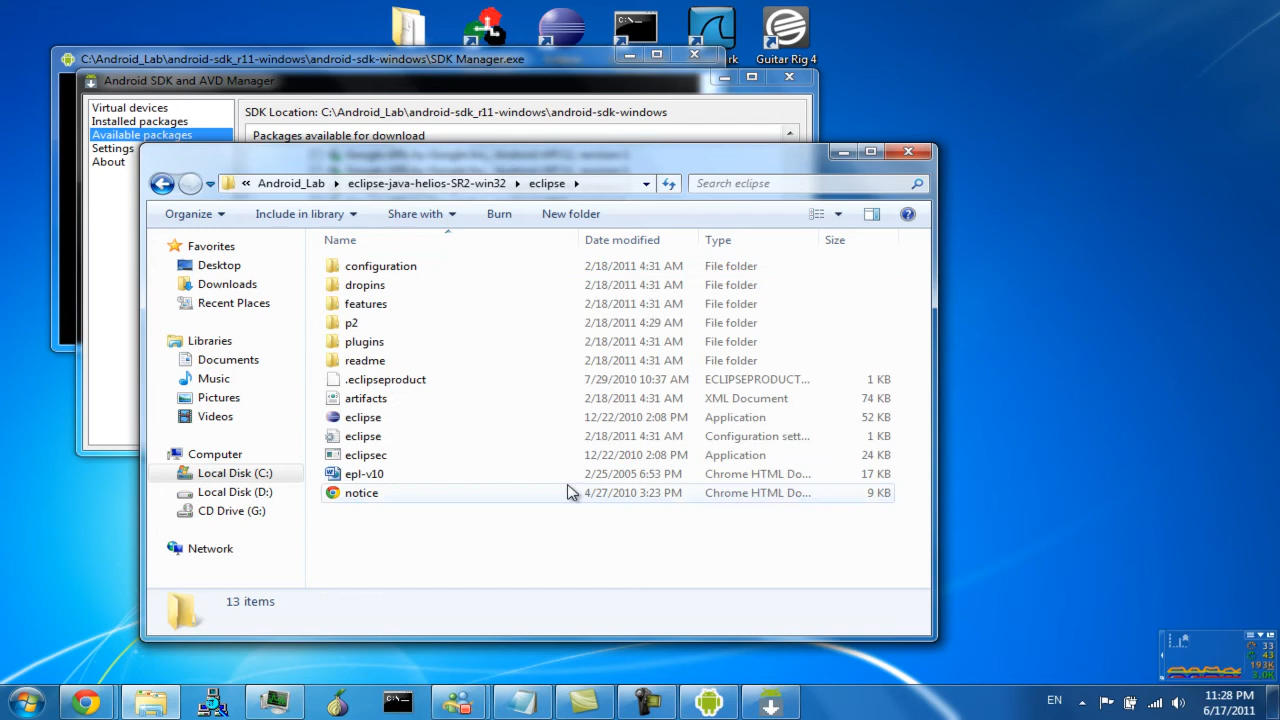 rk
Guitar Rig 4
C:\Android_Lab\android-sdk_r11-windows\android-sdk-windows\SDK Manager.exe
Android SDK and AVD Manager
Virtual devices
Installed packages
Available packages
Settings
About
SDK Location: C:\Android_Lab\android-sdk_r11-windows\android-sdk-windows
Packages available for download
« Android_Lab eclipse-java-helios-SR2-win32 eclipse
Search eclipse
Organize Include in library Share with Burn New folder
Name Date modified Type Size
Favorites
Desktop
Downloads
Recent Places
Libraries
Documents
Music
Pictures
Videos
Computer
Local Disk (C:)
Local Disk (D:)
CD Drive (G:)
Network
configuration 2/18/2011 4:31 AM File folder
dropins 2/18/2011 4:31 AM File folder
features 2/18/2011 4:31 AM File folder
p2 2/18/2011 4:29 AM File folder
plugins 2/18/2011 4:31 AM File folder
readme 2/18/2011 4:31 AM File folder
.eclipseproduct 7/29/2010 10:37 AM ECLIPSEPRODUCT... 1 KB
artifacts 2/18/2011 4:31 AM XML Document 74 KB
eclipse 12/22/2010 2:08 PM Application 52 KB
eclipse 2/18/2011 4:31 AM Configuration sett... 1 KB
eclipsec 12/22/2010 2:08 PM Application 24 KB
epl-v10 2/25/2005 6:53 PM Chrome HTML Do... 17 KB
notice 4/27/2010 3:23 PM Chrome HTML Do... 9 KB
13 items
33
43
193K
3.0K
EN
11:28 PM
6/17/2011